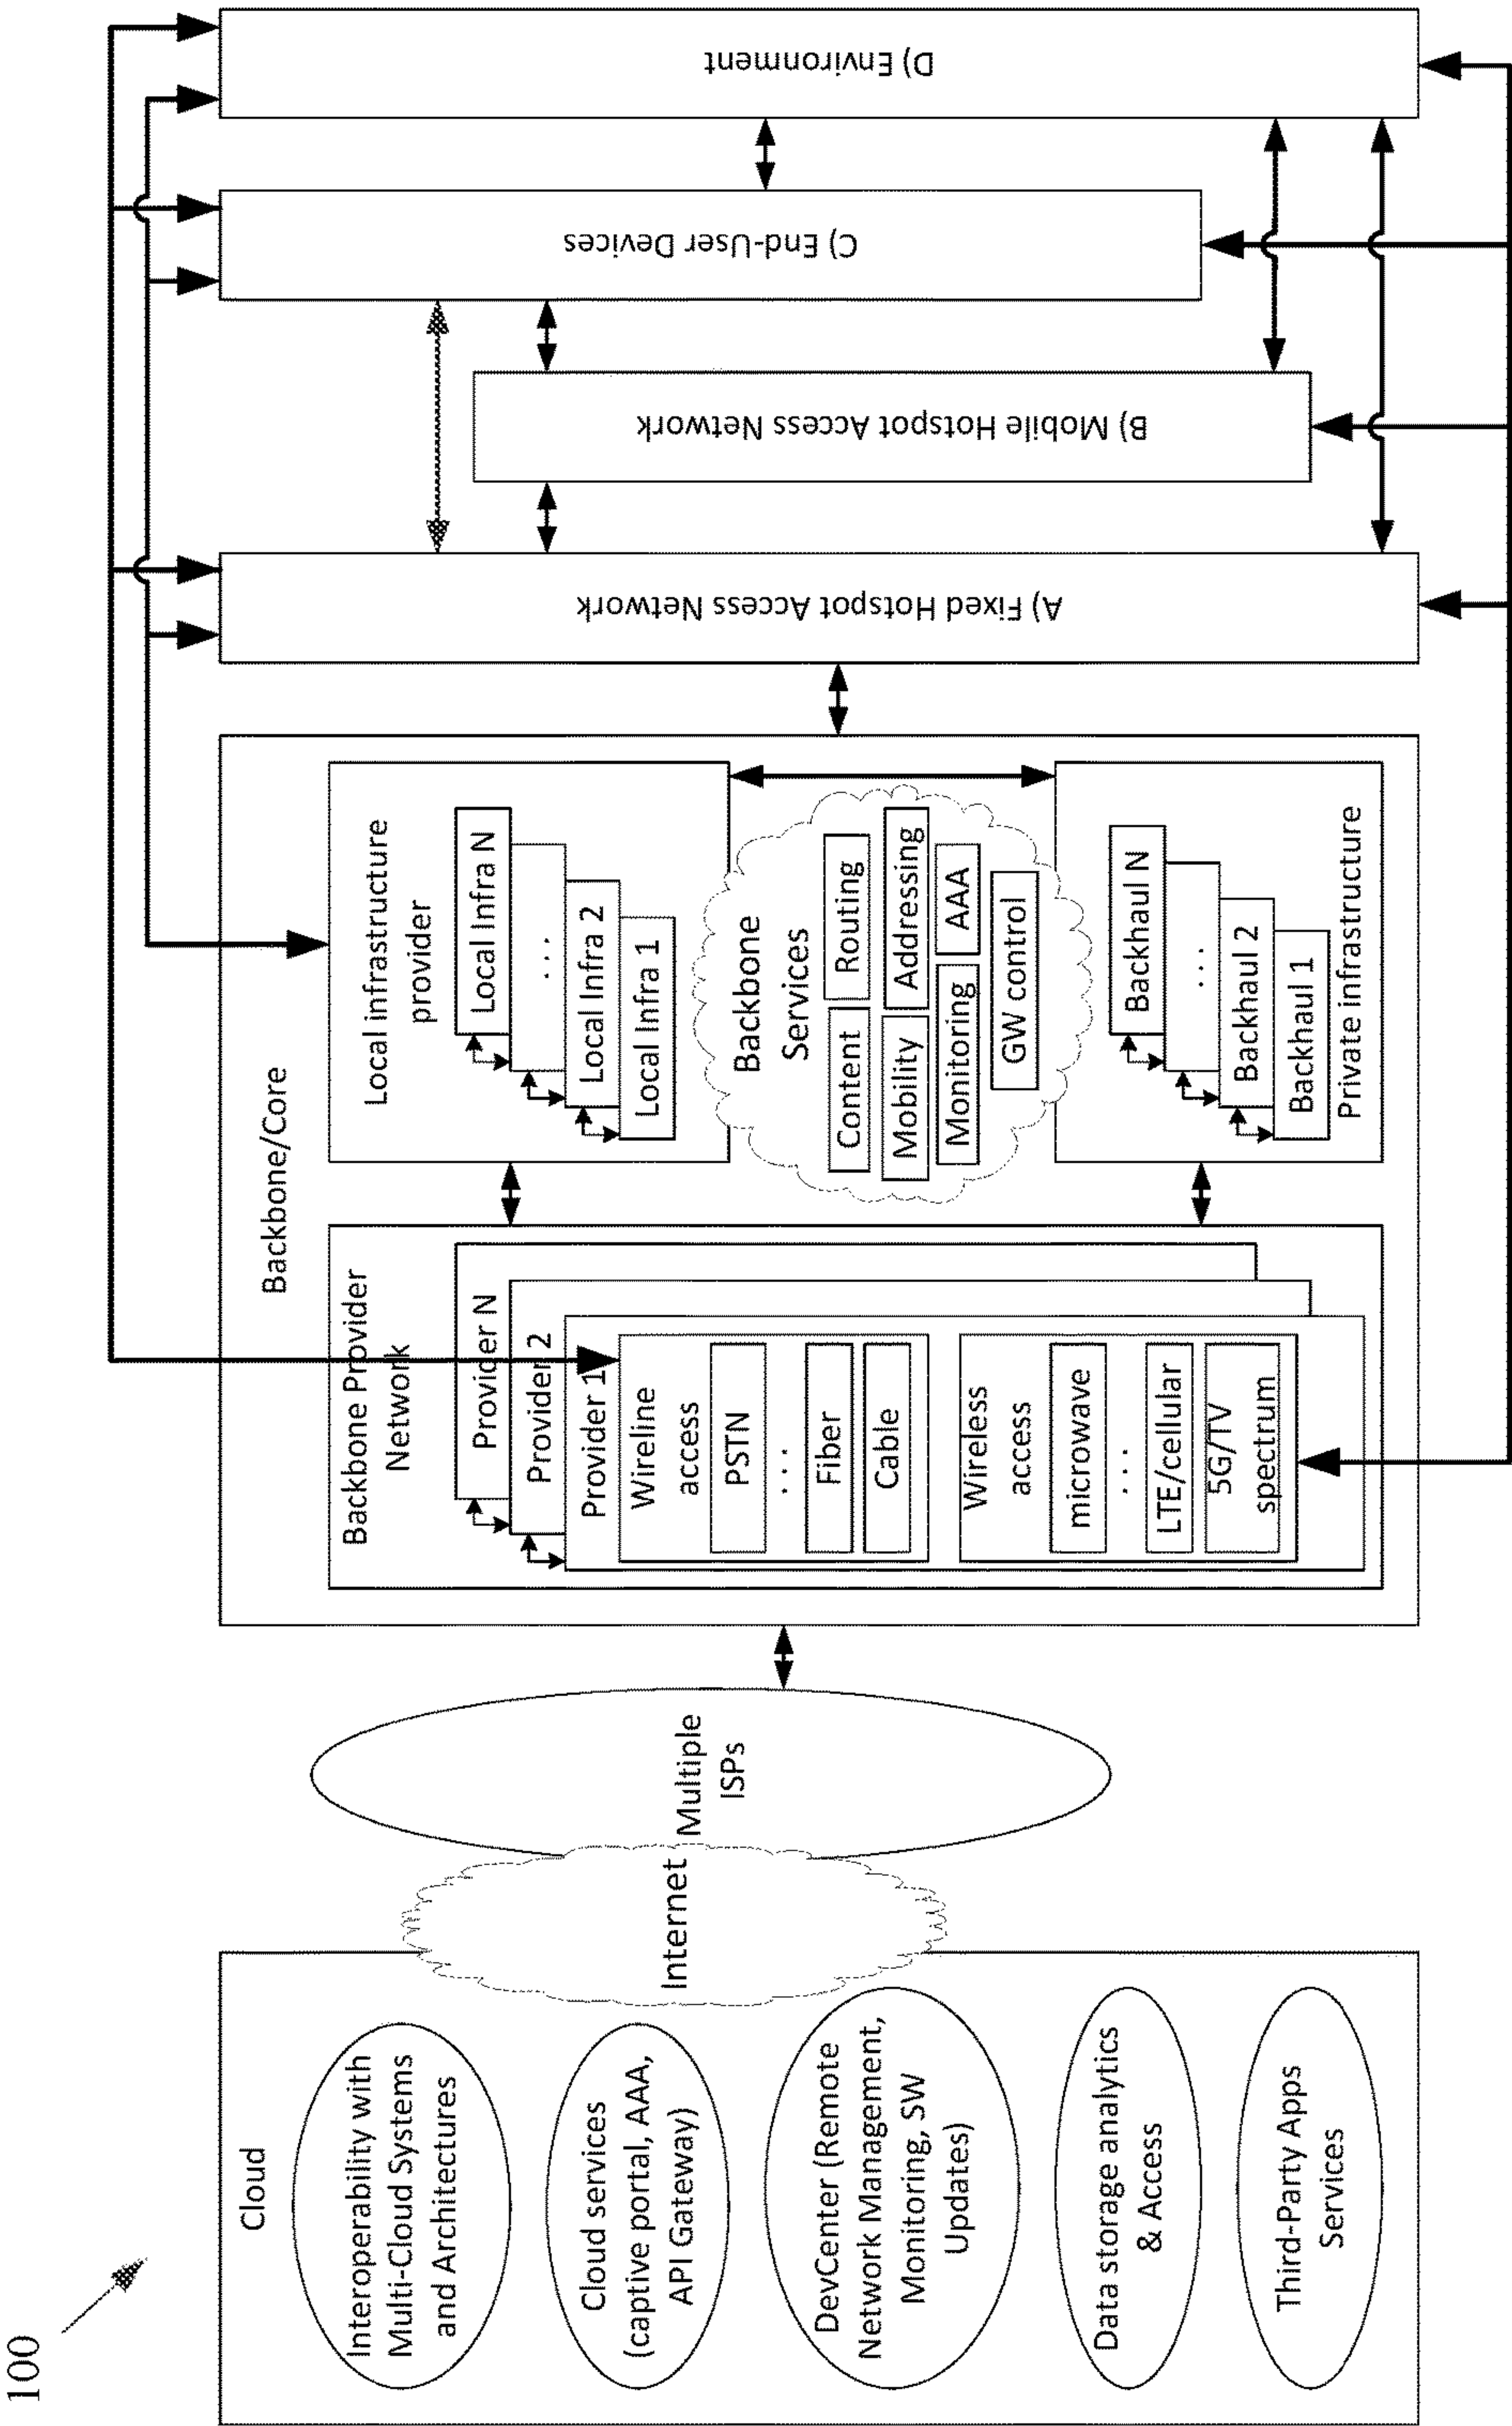 100
Cloud
Interoperability with
Multi-Cloud Systems
and Architectures
Cloud services
(captive portal, AAA,
API Gateway)
DevCenter (Remote
Network Management,
Monitoring, SW
Updates)
Data storage analytics
& Access
Third-Party Apps
Services
Internet
Multiple
ISPs
Backbone/Core
Backbone Provider
Network
Provider N
Provider 2
Provider 1
Wireline
access
PSTN
...
Fiber
Cable
Wireless
access
microwave
...
LTE/cellular
5G/TV
spectrum
Local infrastructure
provider
Local Infra N
...
Local Infra 2
Local Infra 1
Backbone
Services
Content
Routing
Mobility
Addressing
Monitoring
AAA
GW control
Backhaul N
...
Backhaul 2
Backhaul 1
Private infrastructure
A) Fixed Hotspot Access Network
B) Mobile Hotspot Access Network
C) End-User Devices
D) Environment